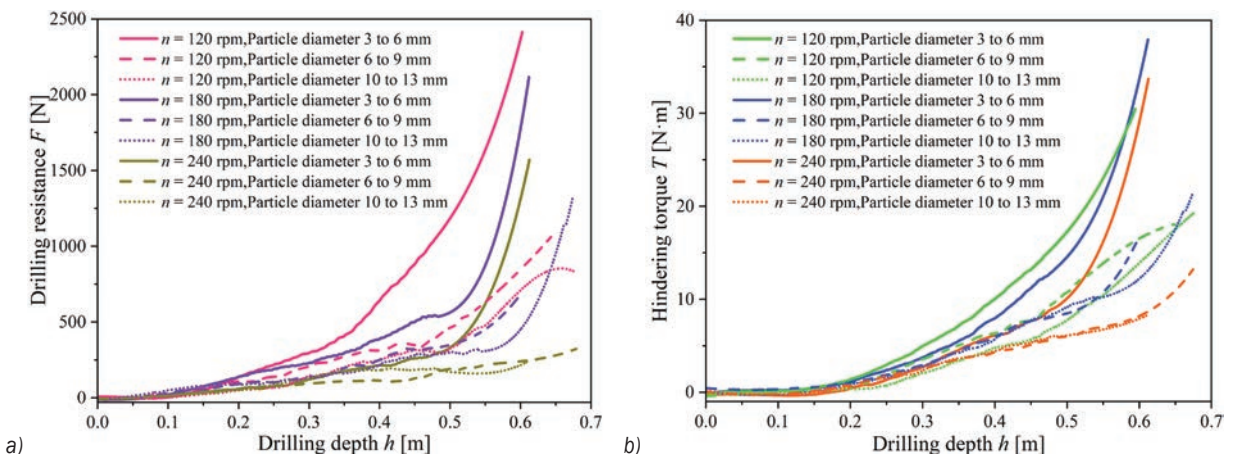 2500
2000
1500
1000
500
0
Drilling resistance F [N]
n = 120 rpm,Particle diameter 3 to 6 mm
n = 120 rpm,Particle diameter 6 to 9 mm
n = 120 rpm,Particle diameter 10 to 13 mm
n = 180 rpm,Particle diameter 3 to 6 mm
n = 180 rpm,Particle diameter 6 to 9 mm
n = 180 rpm,Particle diameter 10 to 13 mm
n = 240 rpm,Particle diameter 3 to 6 mm
n = 240 rpm,Particle diameter 6 to 9 mm
n = 240 rpm,Particle diameter 10 to 13 mm
0.0 0.1 0.2 0.3 0.4 0.5 0.6 0.7
Drilling depth h [m]
a)
40
30
20
10
0
Hindering torque T [N·m]
n = 120 rpm,Particle diameter 3 to 6 mm
n = 120 rpm,Particle diameter 6 to 9 mm
n = 120 rpm,Particle diameter 10 to 13 mm
n = 180 rpm,Particle diameter 3 to 6 mm
n = 180 rpm,Particle diameter 6 to 9 mm
n = 180 rpm,Particle diameter 10 to 13 mm
n = 240 rpm,Particle diameter 3 to 6 mm
n = 240 rpm,Particle diameter 6 to 9 mm
n = 240 rpm,Particle diameter 10 to 13 mm
0.0 0.1 0.2 0.3 0.4 0.5 0.6 0.7
Drilling depth h [m]
b)